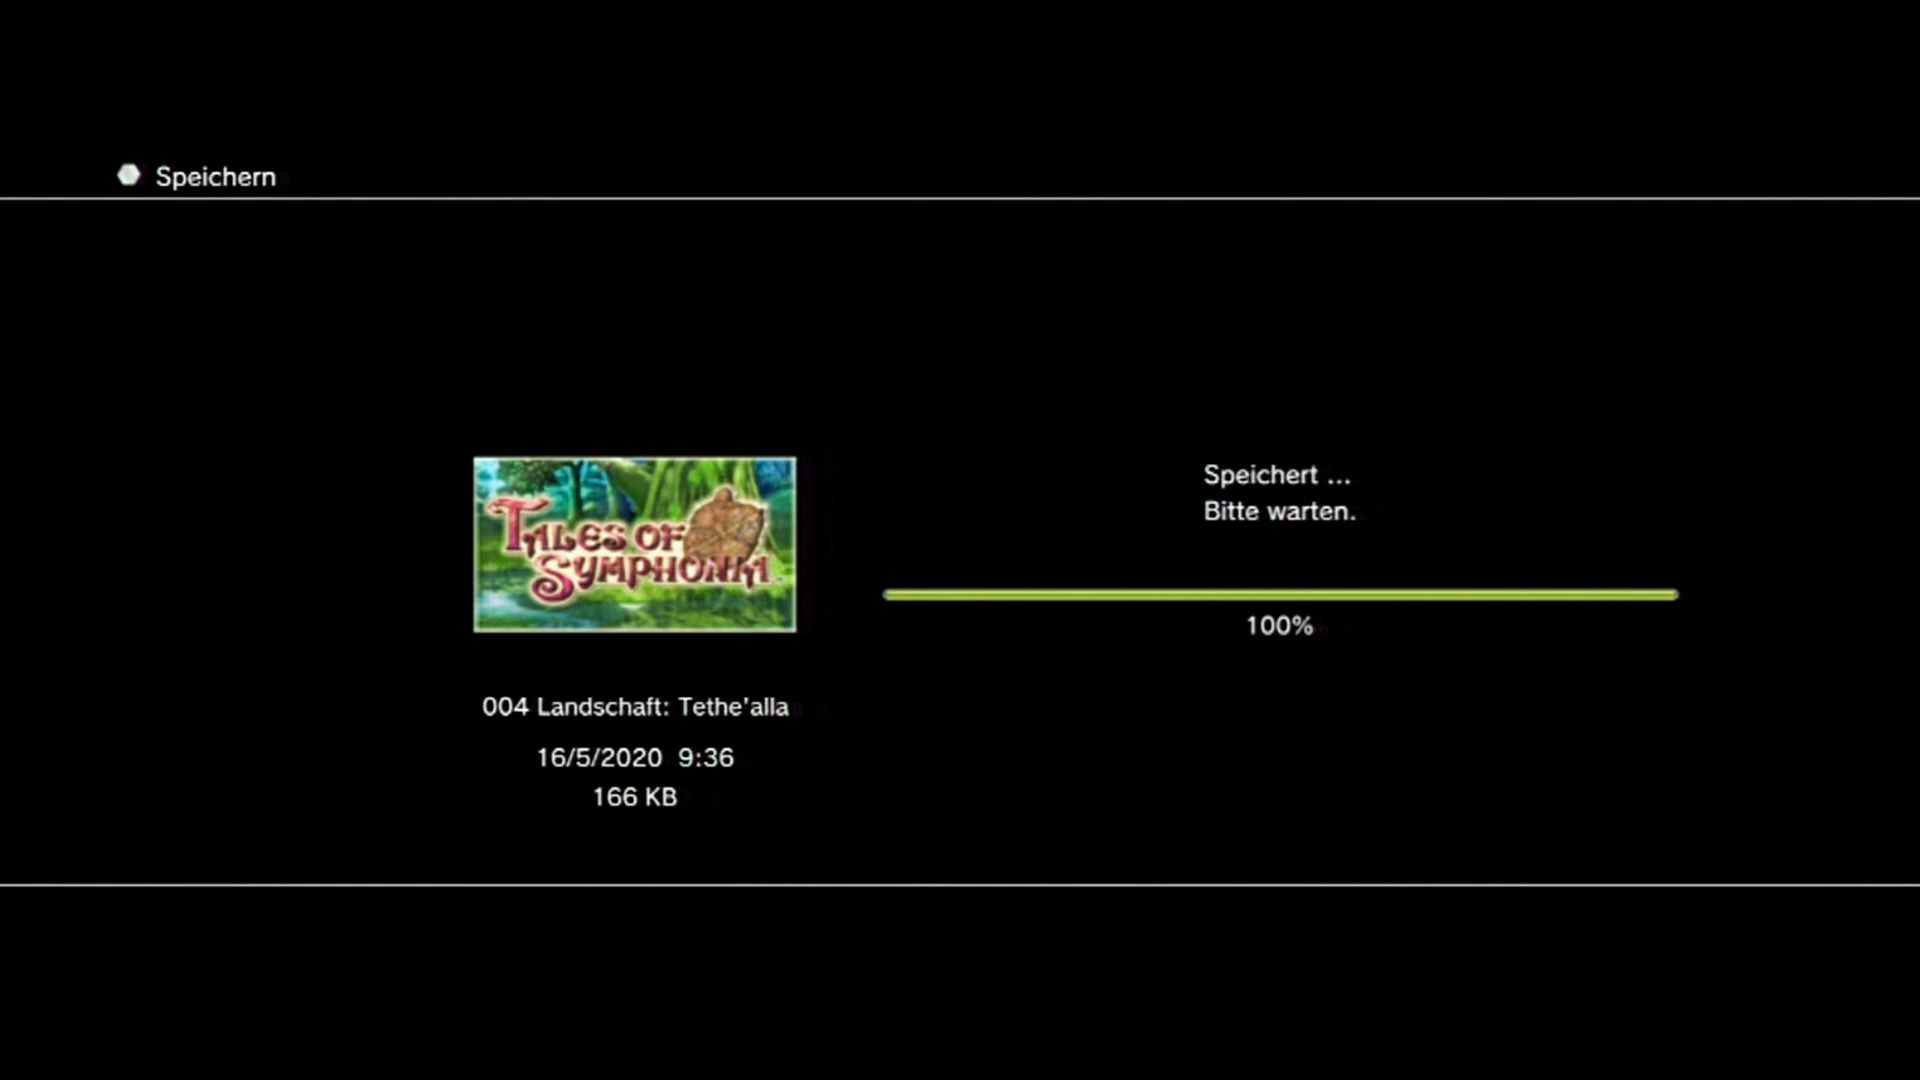 Speichern
TALES OF
SYMPHONIA
Speichert ...
Bitte warten.
100%
004 Landschaft: Tethe'alla
16/5/2020 9:36
166 KB